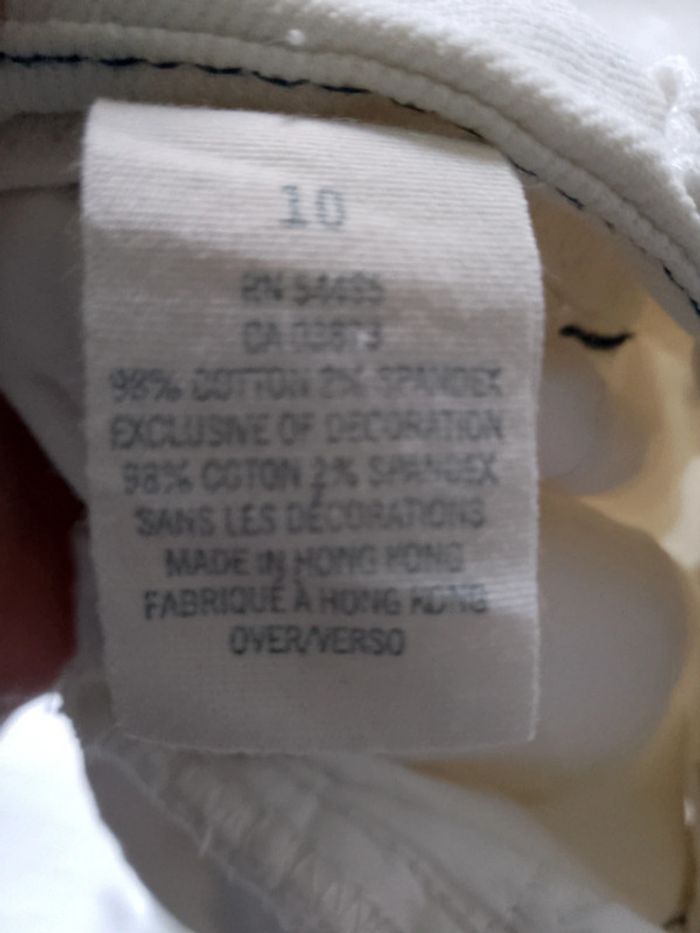 10
RN 54485
CA 03873
98% COTTON 2% SPANDEX
EXCLUSIVE OF DECORATION
98% COTON 2% SPANDEX
SANS LES DÉCORATIONS
MADE IN HONG KONG
FABRIQUÉ À HONG KONG
OVER/VERSO